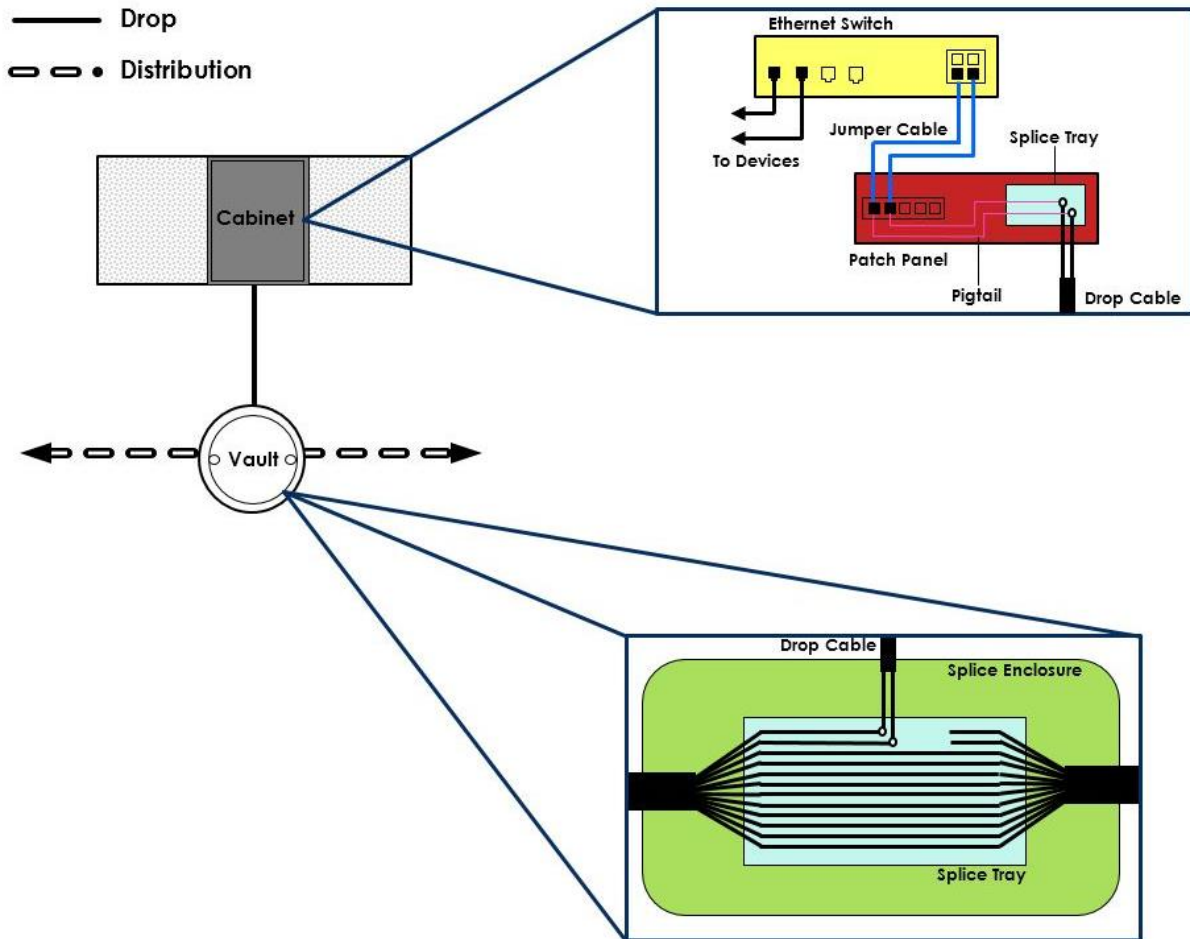 Drop
Distribution
Ethernet Switch
Jumper Cable
Splice Tray
To Devices
Cabinet
Patch Panel
Pigtail
Drop Cable
Vault
Drop Cable
Splice Enclosure
Splice Tray